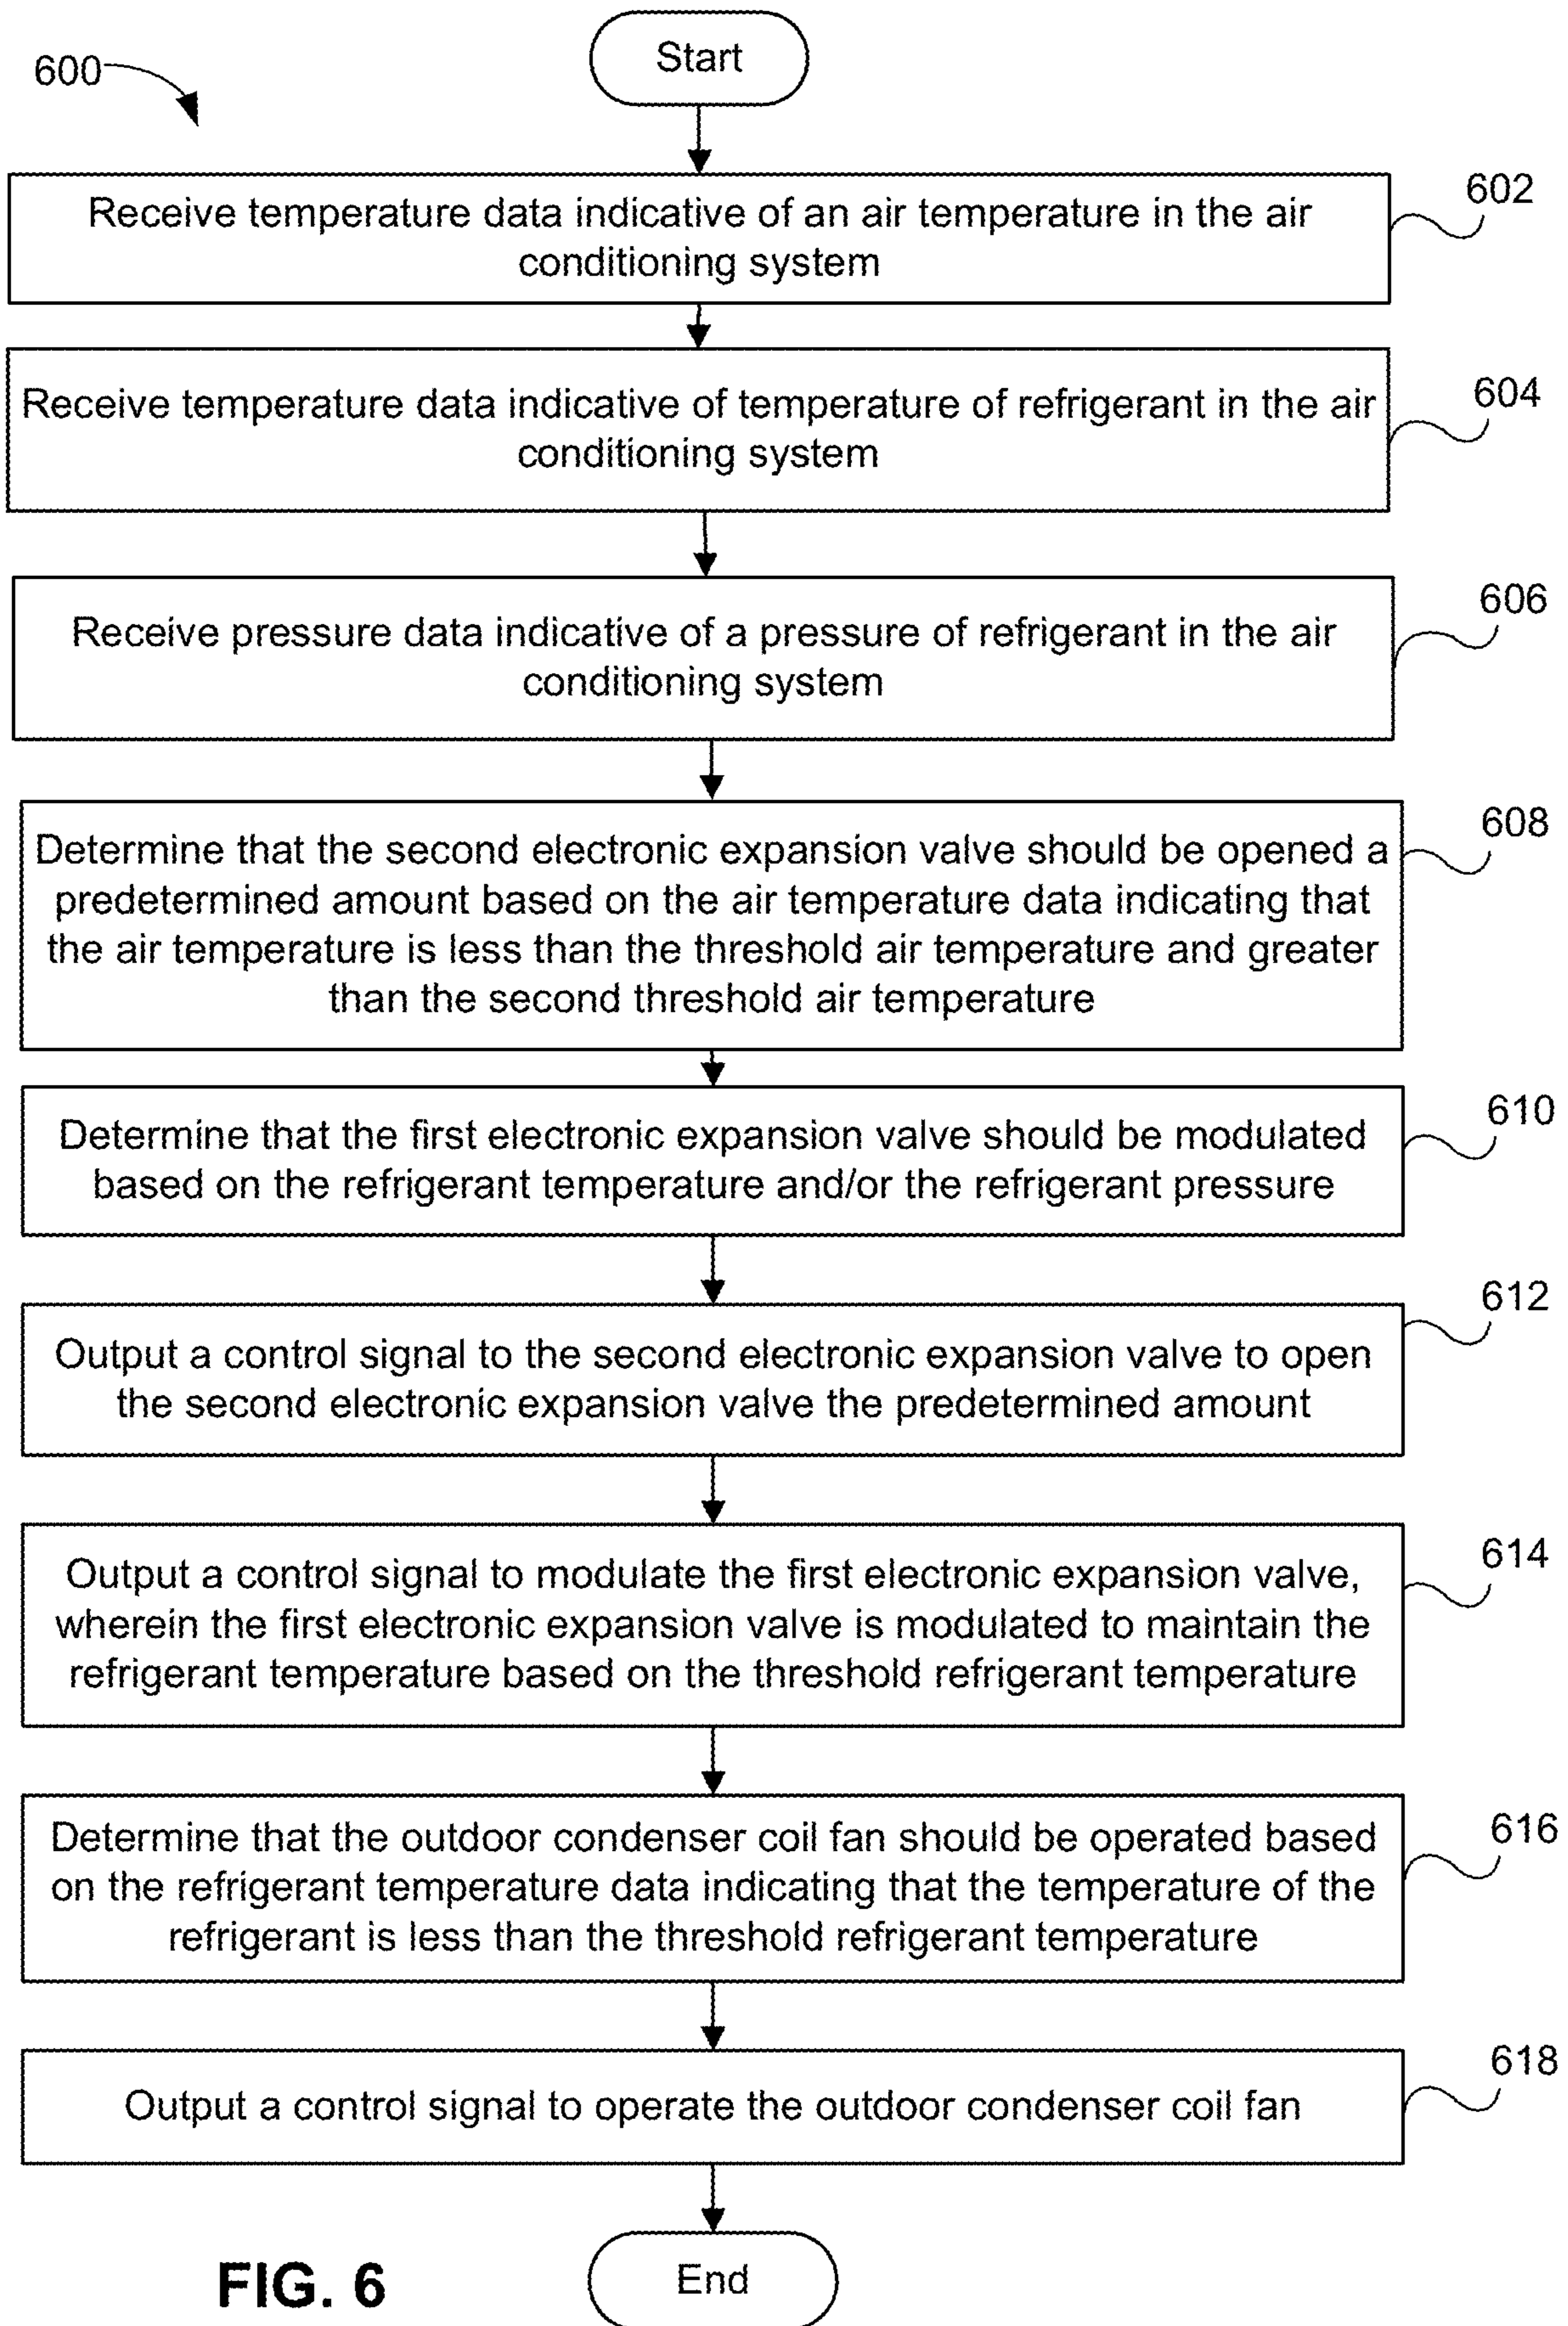 600
Start
602
Receive temperature data indicative of an air temperature in the air
conditioning system
604
Receive temperature data indicative of temperature of refrigerant in the air
conditioning system
606
Receive pressure data indicative of a pressure of refrigerant in the air
conditioning system
608
Determine that the second electronic expansion valve should be opened a
predetermined amount based on the air temperature data indicating that
the air temperature is less than the threshold air temperature and greater
than the second threshold air temperature
610
Determine that the first electronic expansion valve should be modulated
based on the refrigerant temperature and/or the refrigerant pressure
612
Output a control signal to the second electronic expansion valve to open
the second electronic expansion valve the predetermined amount
614
Output a control signal to modulate the first electronic expansion valve,
wherein the first electronic expansion valve is modulated to maintain the
refrigerant temperature based on the threshold refrigerant temperature
616
Determine that the outdoor condenser coil fan should be operated based
on the refrigerant temperature data indicating that the temperature of the
refrigerant is less than the threshold refrigerant temperature
618
Output a control signal to operate the outdoor condenser coil fan
End
FIG. 6